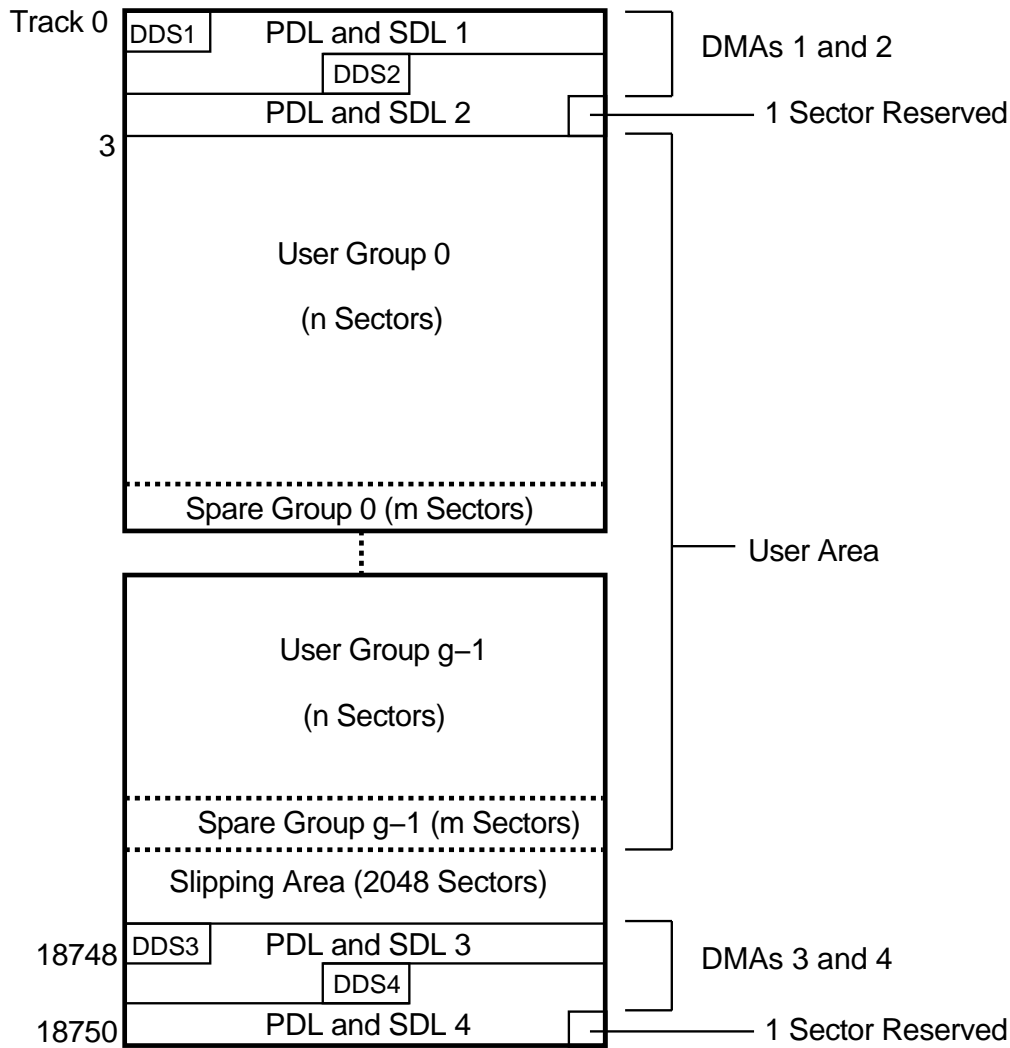 Track 0
DDS1
PDL and SDL 1
DMAs 1 and 2
DDS2
PDL and SDL 2
1 Sector Reserved
3
User Group 0
(n Sectors)
Spare Group 0 (m Sectors)
User Area
User Group g−1
(n Sectors)
Spare Group g−1 (m Sectors)
Slipping Area (2048 Sectors)
18748
DDS3
PDL and SDL 3
DMAs 3 and 4
DDS4
18750
PDL and SDL 4
1 Sector Reserved